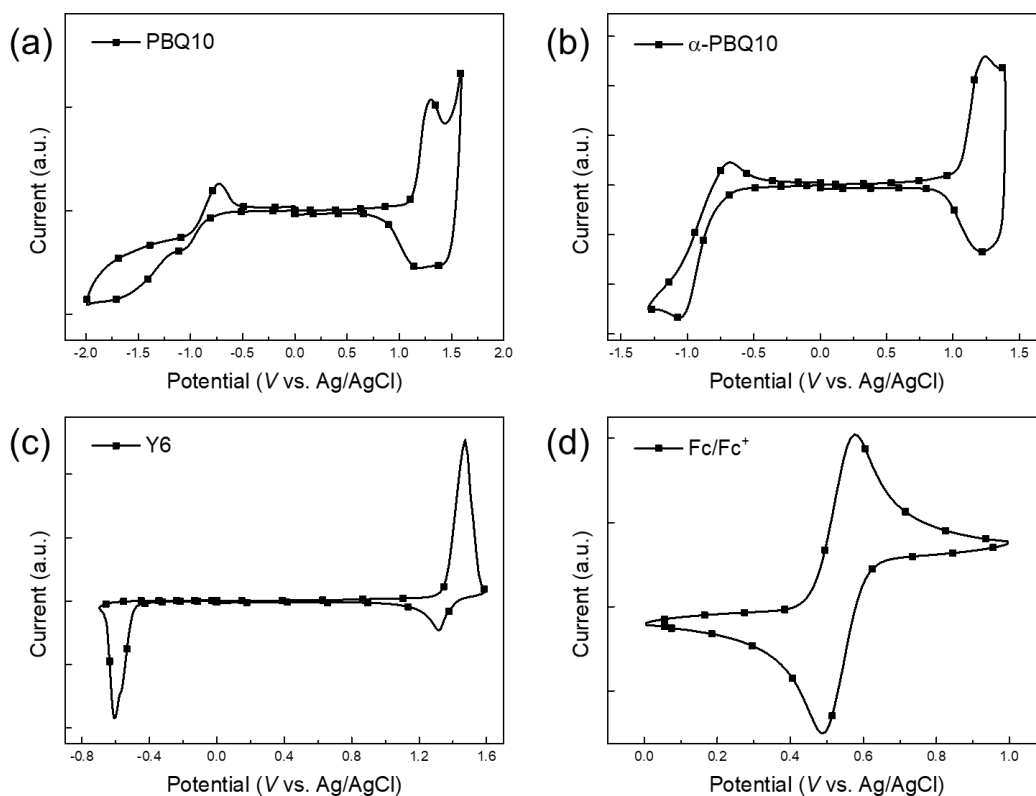 (a)
PBQ10
Current (a.u.)
-2.0 -1.5 -1.0 -0.5 0.0 0.5 1.0 1.5 2.0
Potential (V vs. Ag/AgCl)
(b)
α-PBQ10
Current (a.u.)
-1.5 -1.0 -0.5 0.0 0.5 1.0 1.5
Potential (V vs. Ag/AgCl)
(c)
Y6
Current (a.u.)
-0.8 -0.4 0.0 0.4 0.8 1.2 1.6
Potential (V vs. Ag/AgCl)
(d)
Fc/Fc⁺
Current (a.u.)
0.0 0.2 0.4 0.6 0.8 1.0
Potential (V vs. Ag/AgCl)